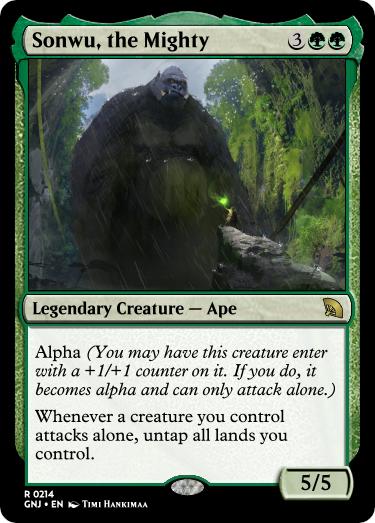 Sonwu, the Mighty 3
Legendary Creature — Ape
Alpha (You may have this creature enter
with a +1/+1 counter on it. If you do, it
becomes alpha and can only attack alone.)
Whenever a creature you control
attacks alone, untap all lands you
control.
5/5
R 0214
GNJ • EN Timi Hankimaa